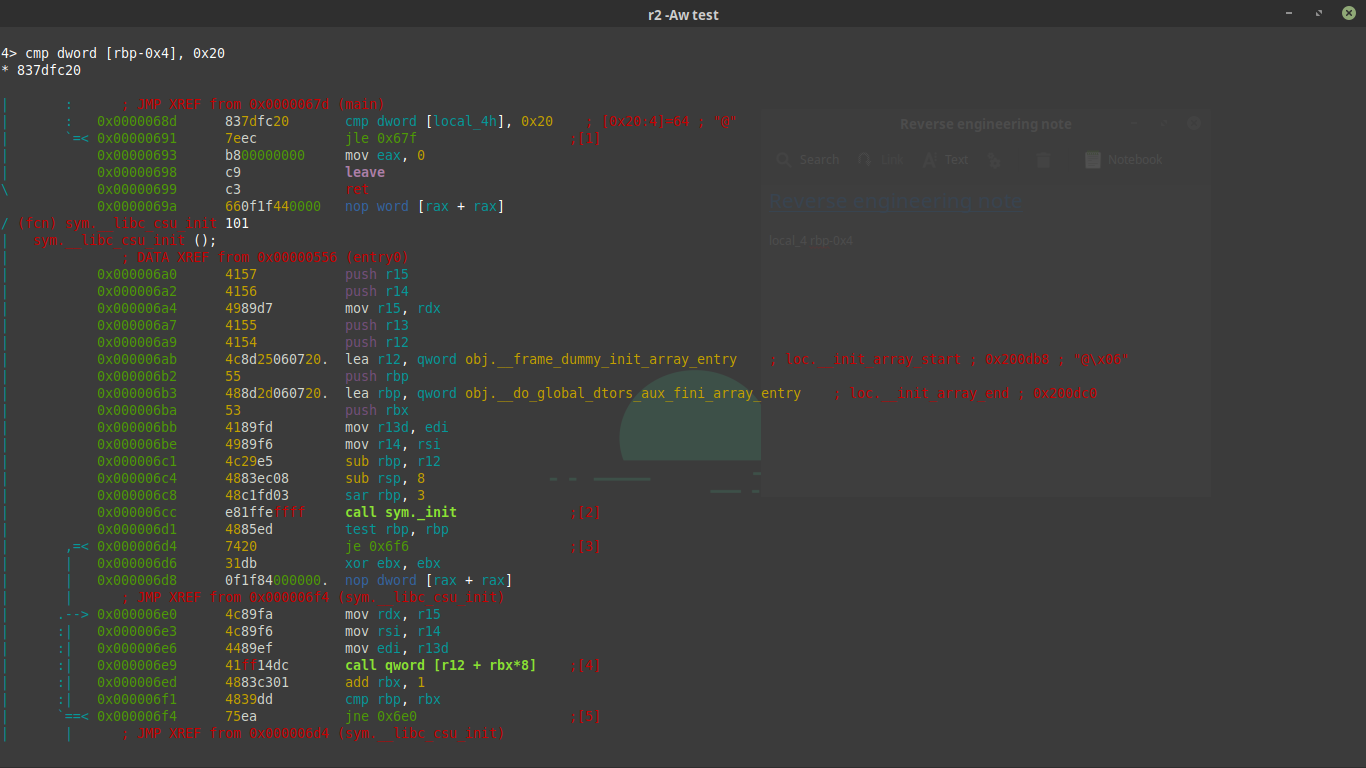 r2 -Aw test
4> cmp dword [rbp-0x4], 0x20
* 837dfc20
|       :      ; JMP XREF from 0x0000067d (main)
|       :   0x0000068d      837dfc20       cmp dword [local_4h], 0x20    ; [0x20:4]=64 ; "@"
|       `=< 0x00000691      7eec           jle 0x67f                   ;[1]
|           0x00000693      b800000000     mov eax, 0
|           0x00000698      c9             leave
\           0x00000699      c3             ret
            0x0000069a      660f1f440000   nop word [rax + rax]
/ (fcn) sym.__libc_csu_init 101
|   sym.__libc_csu_init ();
|              ; DATA XREF from 0x00000556 (entry0)
|           0x000006a0      4157           push r15
|           0x000006a2      4156           push r14
|           0x000006a4      4989d7         mov r15, rdx
|           0x000006a7      4155           push r13
|           0x000006a9      4154           push r12
|           0x000006ab      4c8d25060720.  lea r12, qword obj.__frame_dummy_init_array_entry    ; loc.__init_array_start ; 0x200db8 ; "@\x06"
|           0x000006b2      55             push rbp
|           0x000006b3      488d2d060720.  lea rbp, qword obj.__do_global_dtors_aux_fini_array_entry    ; loc.__init_array_end ; 0x200dc0
|           0x000006ba      53             push rbx
|           0x000006bb      4189fd         mov r13d, edi
|           0x000006be      4989f6         mov r14, rsi
|           0x000006c1      4c29e5         sub rbp, r12
|           0x000006c4      4883ec08       sub rsp, 8
|           0x000006c8      48c1fd03       sar rbp, 3
|           0x000006cc      e81ffeffff     call sym._init              ;[2]
|           0x000006d1      4885ed         test rbp, rbp
|       ,=< 0x000006d4      7420           je 0x6f6                    ;[3]
|       |   0x000006d6      31db           xor ebx, ebx
|       |   0x000006d8      0f1f84000000.  nop dword [rax + rax]
|       |      ; JMP XREF from 0x000006f4 (sym.__libc_csu_init)
|      .--> 0x000006e0      4c89fa         mov rdx, r15
|      :|   0x000006e3      4c89f6         mov rsi, r14
|      :|   0x000006e6      4489ef         mov edi, r13d
|      :|   0x000006e9      41ff14dc       call qword [r12 + rbx*8]    ;[4]
|      :|   0x000006ed      4883c301       add rbx, 1
|      :|   0x000006f1      4839dd         cmp rbp, rbx
|      `==< 0x000006f4      75ea           jne 0x6e0                   ;[5]
|       |      ; JMP XREF from 0x000006d4 (sym.__libc_csu_init)
Reverse engineering note
Search Link Text Notebook
Reverse engineering note
local_4 rbp-0x4